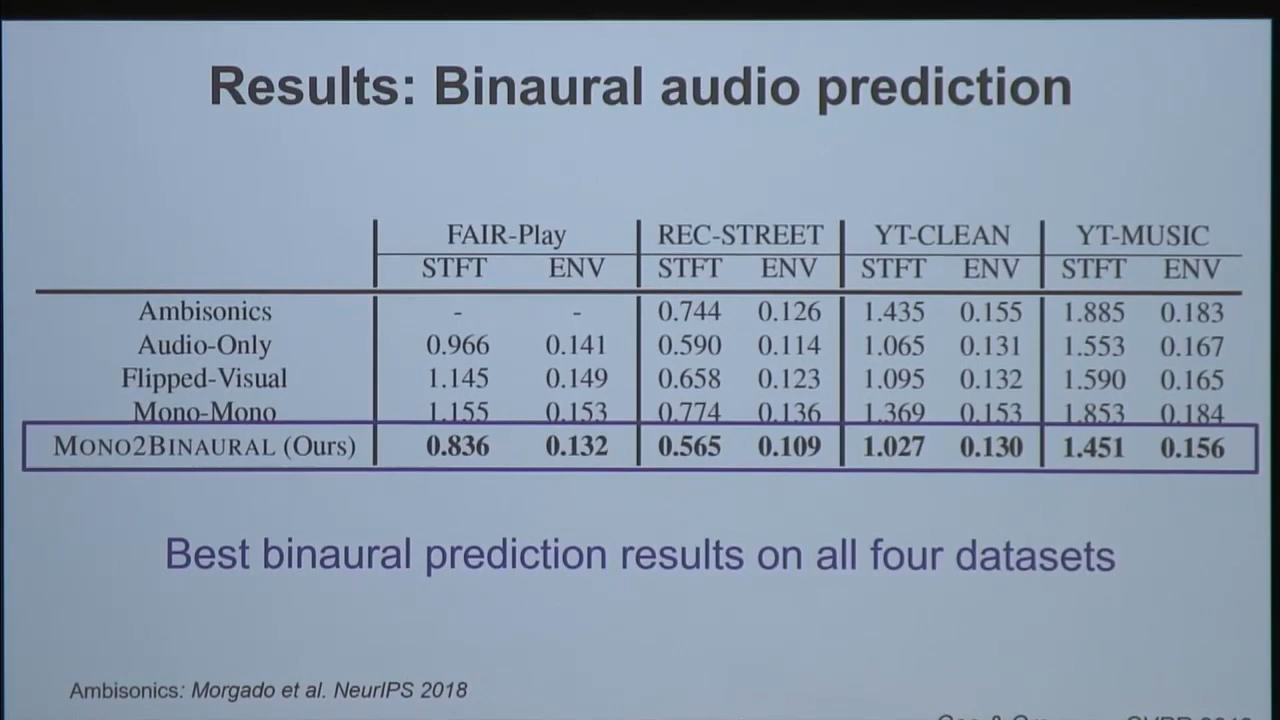 Results: Binaural audio prediction
FAIR-Play REC-STREET YT-CLEAN YT-MUSIC
STFT ENV STFT ENV STFT ENV STFT ENV
Ambisonics - - 0.744 0.126 1.435 0.155 1.885 0.183
Audio-Only 0.966 0.141 0.590 0.114 1.065 0.131 1.553 0.167
Flipped-Visual 1.145 0.149 0.658 0.123 1.095 0.132 1.590 0.165
Mono-Mono 1.155 0.153 0.774 0.136 1.369 0.153 1.853 0.184
MONO2BINAURAL (Ours) 0.836 0.132 0.565 0.109 1.027 0.130 1.451 0.156
Best binaural prediction results on all four datasets
Ambisonics: Morgado et al. NeurIPS 2018